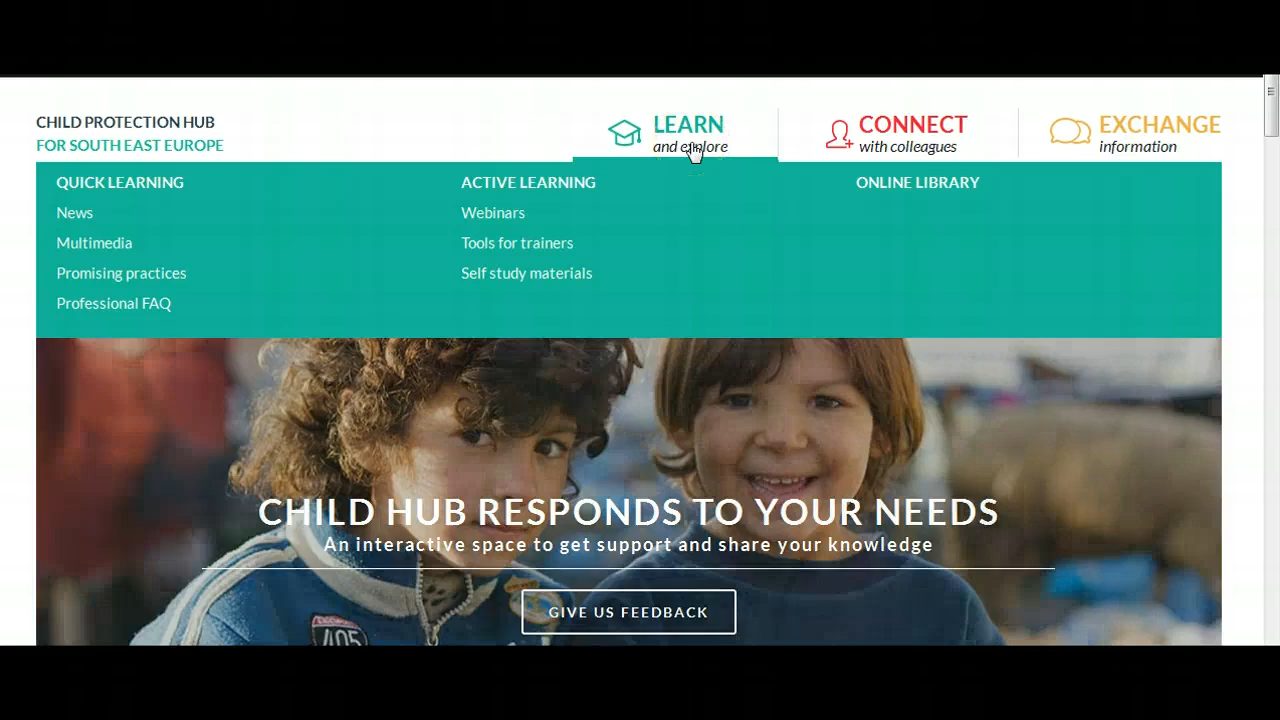 CHILD PROTECTION HUB
FOR SOUTH EAST EUROPE
LEARN
and explore
CONNECT
with colleagues
EXCHANGE
information
QUICK LEARNING
News
Multimedia
Promising practices
Professional FAQ
ACTIVE LEARNING
Webinars
Tools for trainers
Self study materials
ONLINE LIBRARY
CHILD HUB RESPONDS TO YOUR NEEDS
An interactive space to get support and share your knowledge
GIVE US FEEDBACK
405